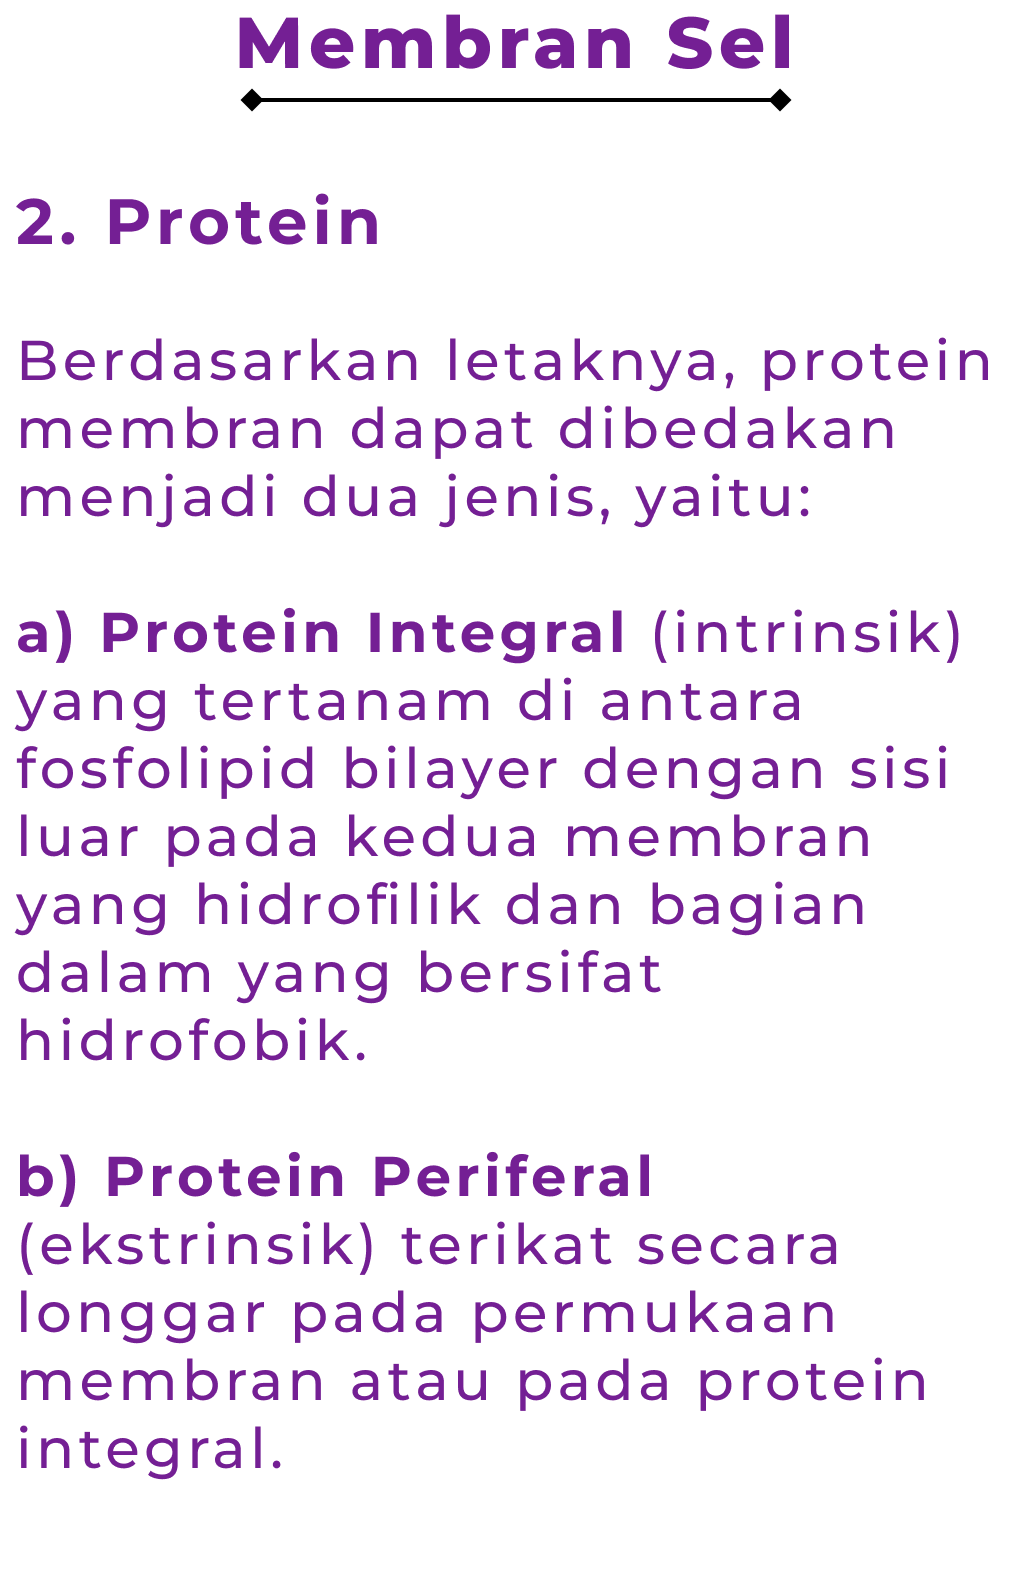 Membran Sel
2. Protein
Berdasarkan letaknya, protein
membran dapat dibedakan
menjadi dua jenis, yaitu:
a) Protein Integral (intrinsik)
yang tertanam di antara
fosfolipid bilayer dengan sisi
luar pada kedua membran
yang hidrofilik dan bagian
dalam yang bersifat
hidrofobik.
b) Protein Periferal
(ekstrinsik) terikat secara
longgar pada permukaan
membran atau pada protein
integral.